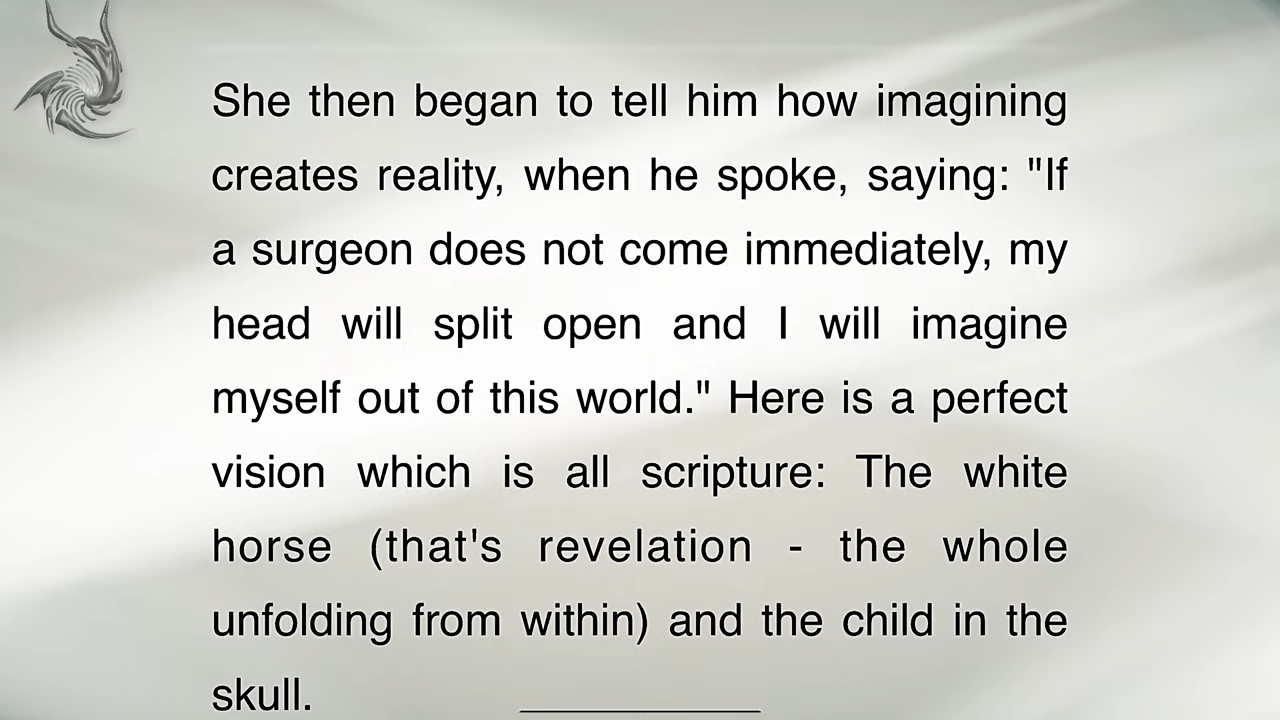 She then began to tell him how imagining
creates reality, when he spoke, saying: "If
a surgeon does not come immediately, my
head will split open and I will imagine
myself out of this world." Here is a perfect
vision which is all scripture: The white
horse (that's revelation - the whole
unfolding from within) and the child in the
skull.